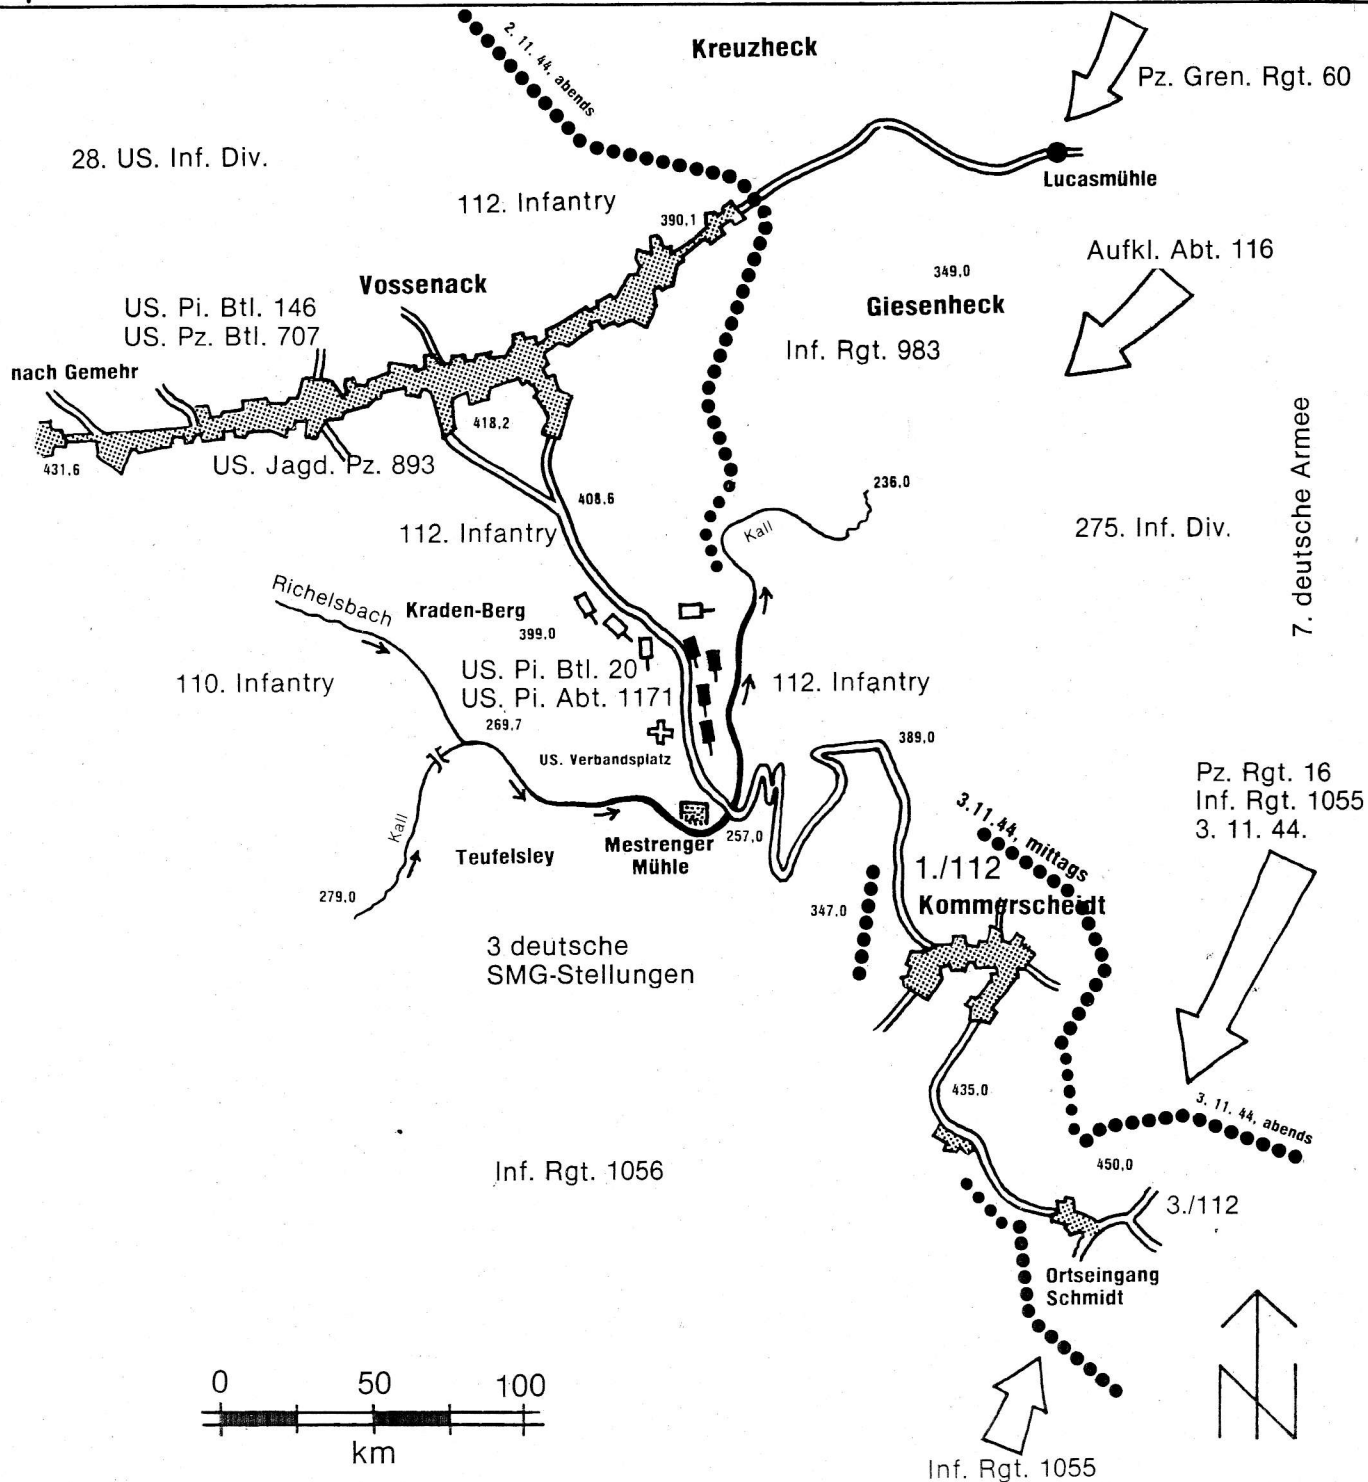 2. 11. 44, abends
Kreuzheck
Pz. Gren. Rgt. 60
28. US. Inf. Div.
Lucasmühle
112. Infantry
390,1
Aufkl. Abt. 116
349,0
Vossenack
Giesenheck
US. Pi. Btl. 146
US. Pz. Btl. 707
Inf. Rgt. 983
nach Gemehr
418,2
431,6
US. Jagd. Pz. 893
7. deutsche Armee
408,6
236,0
112. Infantry
Kall
275. Inf. Div.
Richelsbach
Kraden-Berg
399,0
110. Infantry
US. Pi. Btl. 20
US. Pi. Abt. 1171
112. Infantry
269,7
US. Verbandsplatz
389,0
Pz. Rgt. 16
Inf. Rgt. 1055
3. 11. 44.
3.11.44, mittags
Kall
Teufelsley
Mestrenger
Mühle
257,0
1./112
279,0
347,0
Kommerscheidt
3 deutsche
SMG-Stellungen
435,0
3. 11. 44, abends
450,0
Inf. Rgt. 1056
3./112
Ortseingang
Schmidt
0 50 100
km
N
Inf. Rgt. 1055